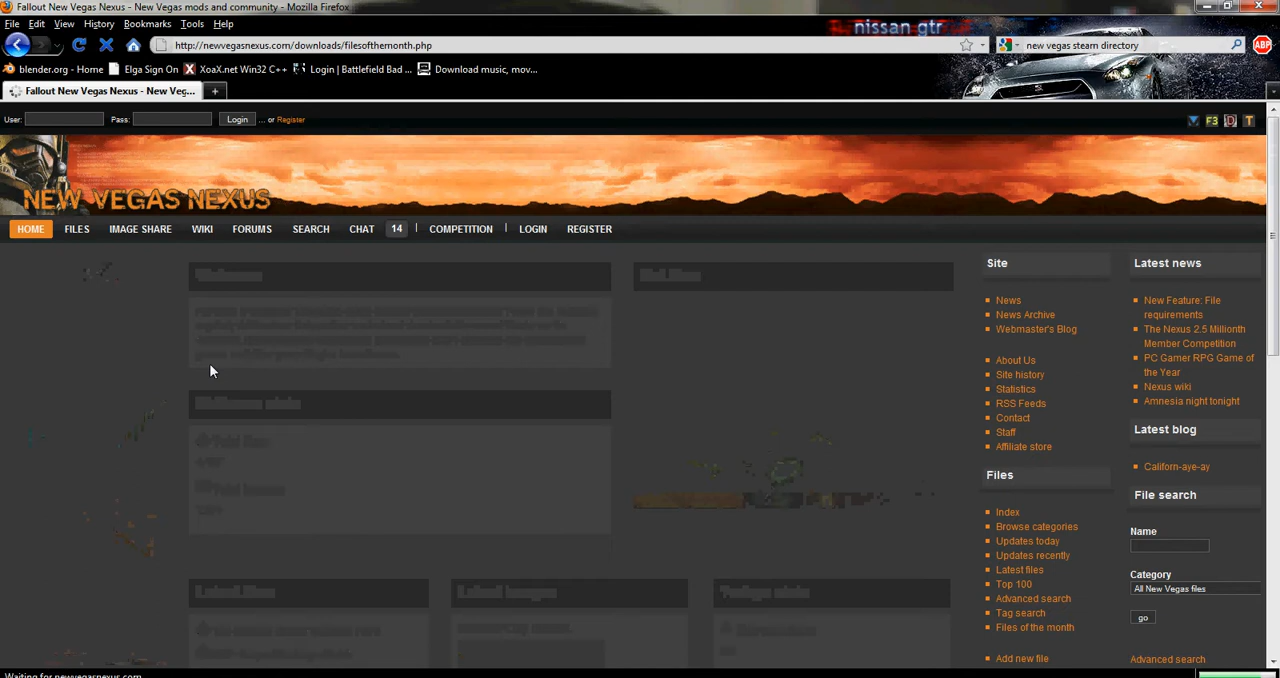 Fallout New Vegas Nexus - New Vegas mods and community - Mozilla Firefox
File Edit View History Bookmarks Tools Help
nissan gtr
http://newvegasnexus.com/downloads/filesofthemonth.php
new vegas steam directory
ABP
blender.org - Home Elga Sign On XoaX.net Win32 C++ Login | Battlefield Bad ... Download music, mov...
Fallout New Vegas Nexus - New Veg...
User: Pass: Login ... or Register
F3 D T
NEW VEGAS NEXUS
HOME FILES IMAGE SHARE WIKI FORUMS SEARCH CHAT 14 COMPETITION LOGIN REGISTER
Site
News
News Archive
Webmaster's Blog
About Us
Site history
Statistics
RSS Feeds
Contact
Staff
Affiliate store
Files
Index
Browse categories
Updates today
Updates recently
Latest files
Top 100
Advanced search
Tag search
Files of the month
Add new file
Latest news
New Feature: File
requirements
The Nexus 2.5 Millionth
Member Competition
PC Gamer RPG Game of
the Year
Nexus wiki
Amnesia night tonight
Latest blog
Californ-aye-ay
File search
Name
Category
All New Vegas files
go
Advanced search
Waiting for newvegasnexus.com